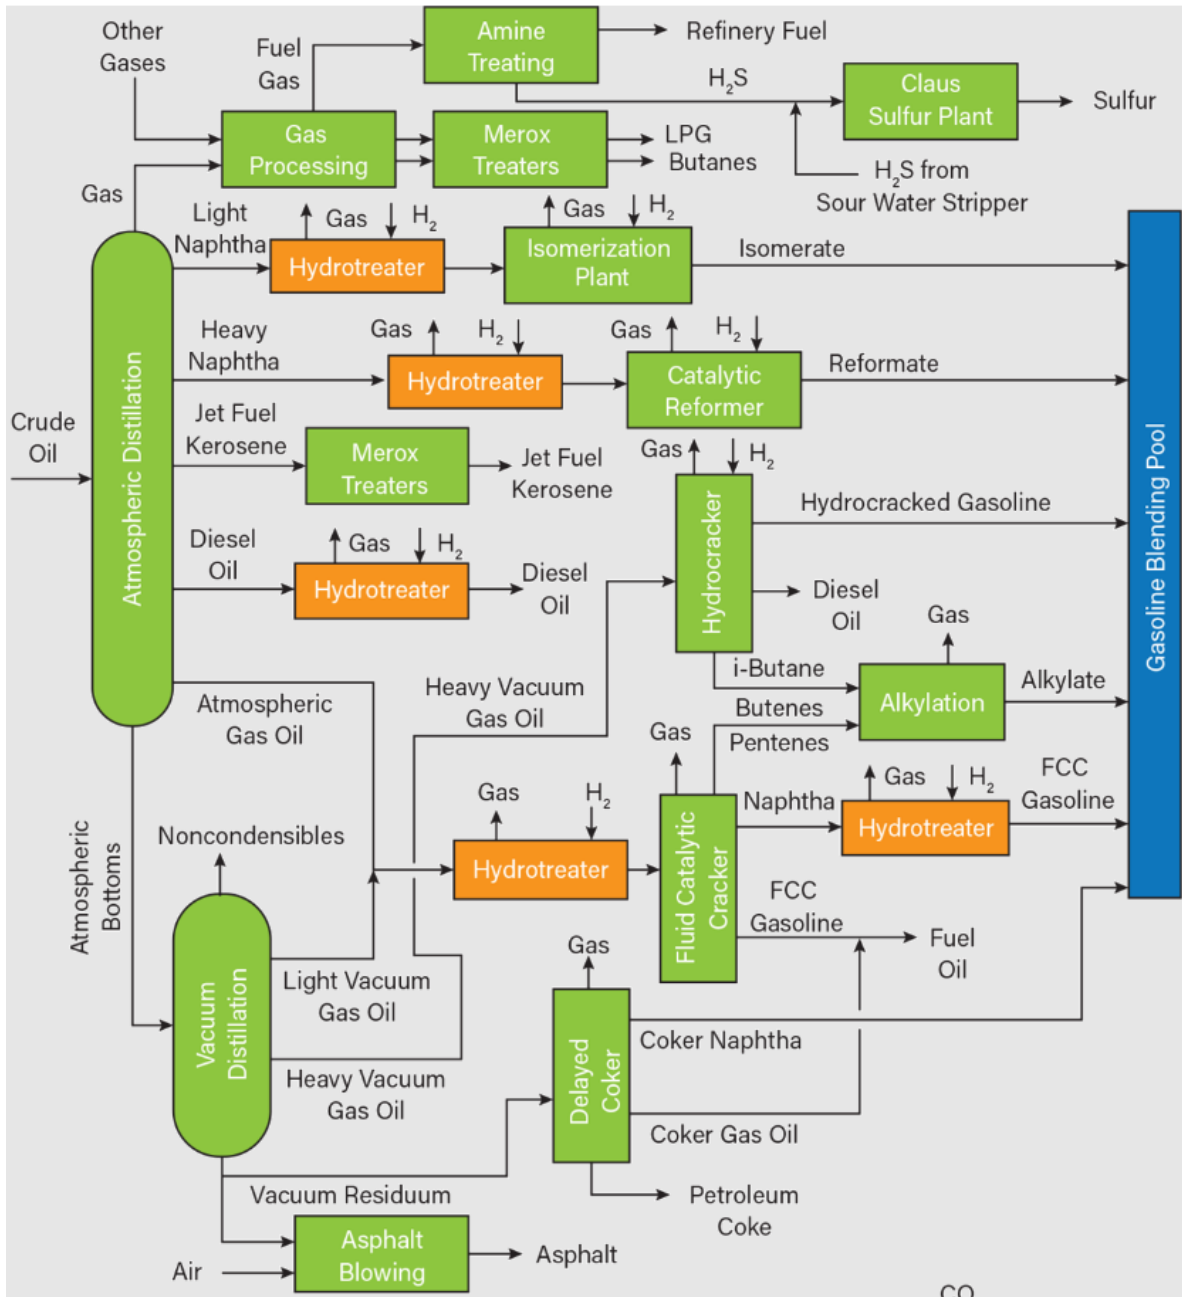 Other
Gases
Fuel
Gas
Amine
Treating
Refinery Fuel
H₂S
Claus
Sulfur Plant
Sulfur
Gas
Processing
Merox
Treaters
LPG
Butanes
H₂S from
Sour Water Stripper
Gas
Light
Naphtha
Gas
H₂
Hydrotreater
Gas
H₂
Isomerization
Plant
Isomerate
Heavy
Naphtha
Gas
H₂
Hydrotreater
Gas
H₂
Catalytic
Reformer
Reformate
Crude
Oil
Atmospheric Distillation
Jet Fuel
Kerosene
Merox
Treaters
Jet Fuel
Kerosene
Gas
H₂
Hydrocracker
Hydrocracked Gasoline
Gasoline Blending Pool
Diesel
Oil
Gas
H₂
Hydrotreater
Diesel
Oil
Diesel
Oil
Gas
i-Butane
Butenes
Pentenes
Alkylation
Alkylate
Atmospheric
Gas Oil
Heavy Vacuum
Gas Oil
Gas
H₂
Hydrotreater
Gas
Fluid Catalytic
Cracker
Naphtha
Gas
H₂
Hydrotreater
FCC
Gasoline
FCC
Gasoline
Fuel
Oil
Atmospheric
Bottoms
Noncondensibles
Vacuum
Distillation
Light Vacuum
Gas Oil
Heavy Vacuum
Gas Oil
Gas
Delayed
Coker
Coker Naphtha
Coker Gas Oil
Petroleum
Coke
Vacuum Residuum
Air
Asphalt
Blowing
Asphalt
CO